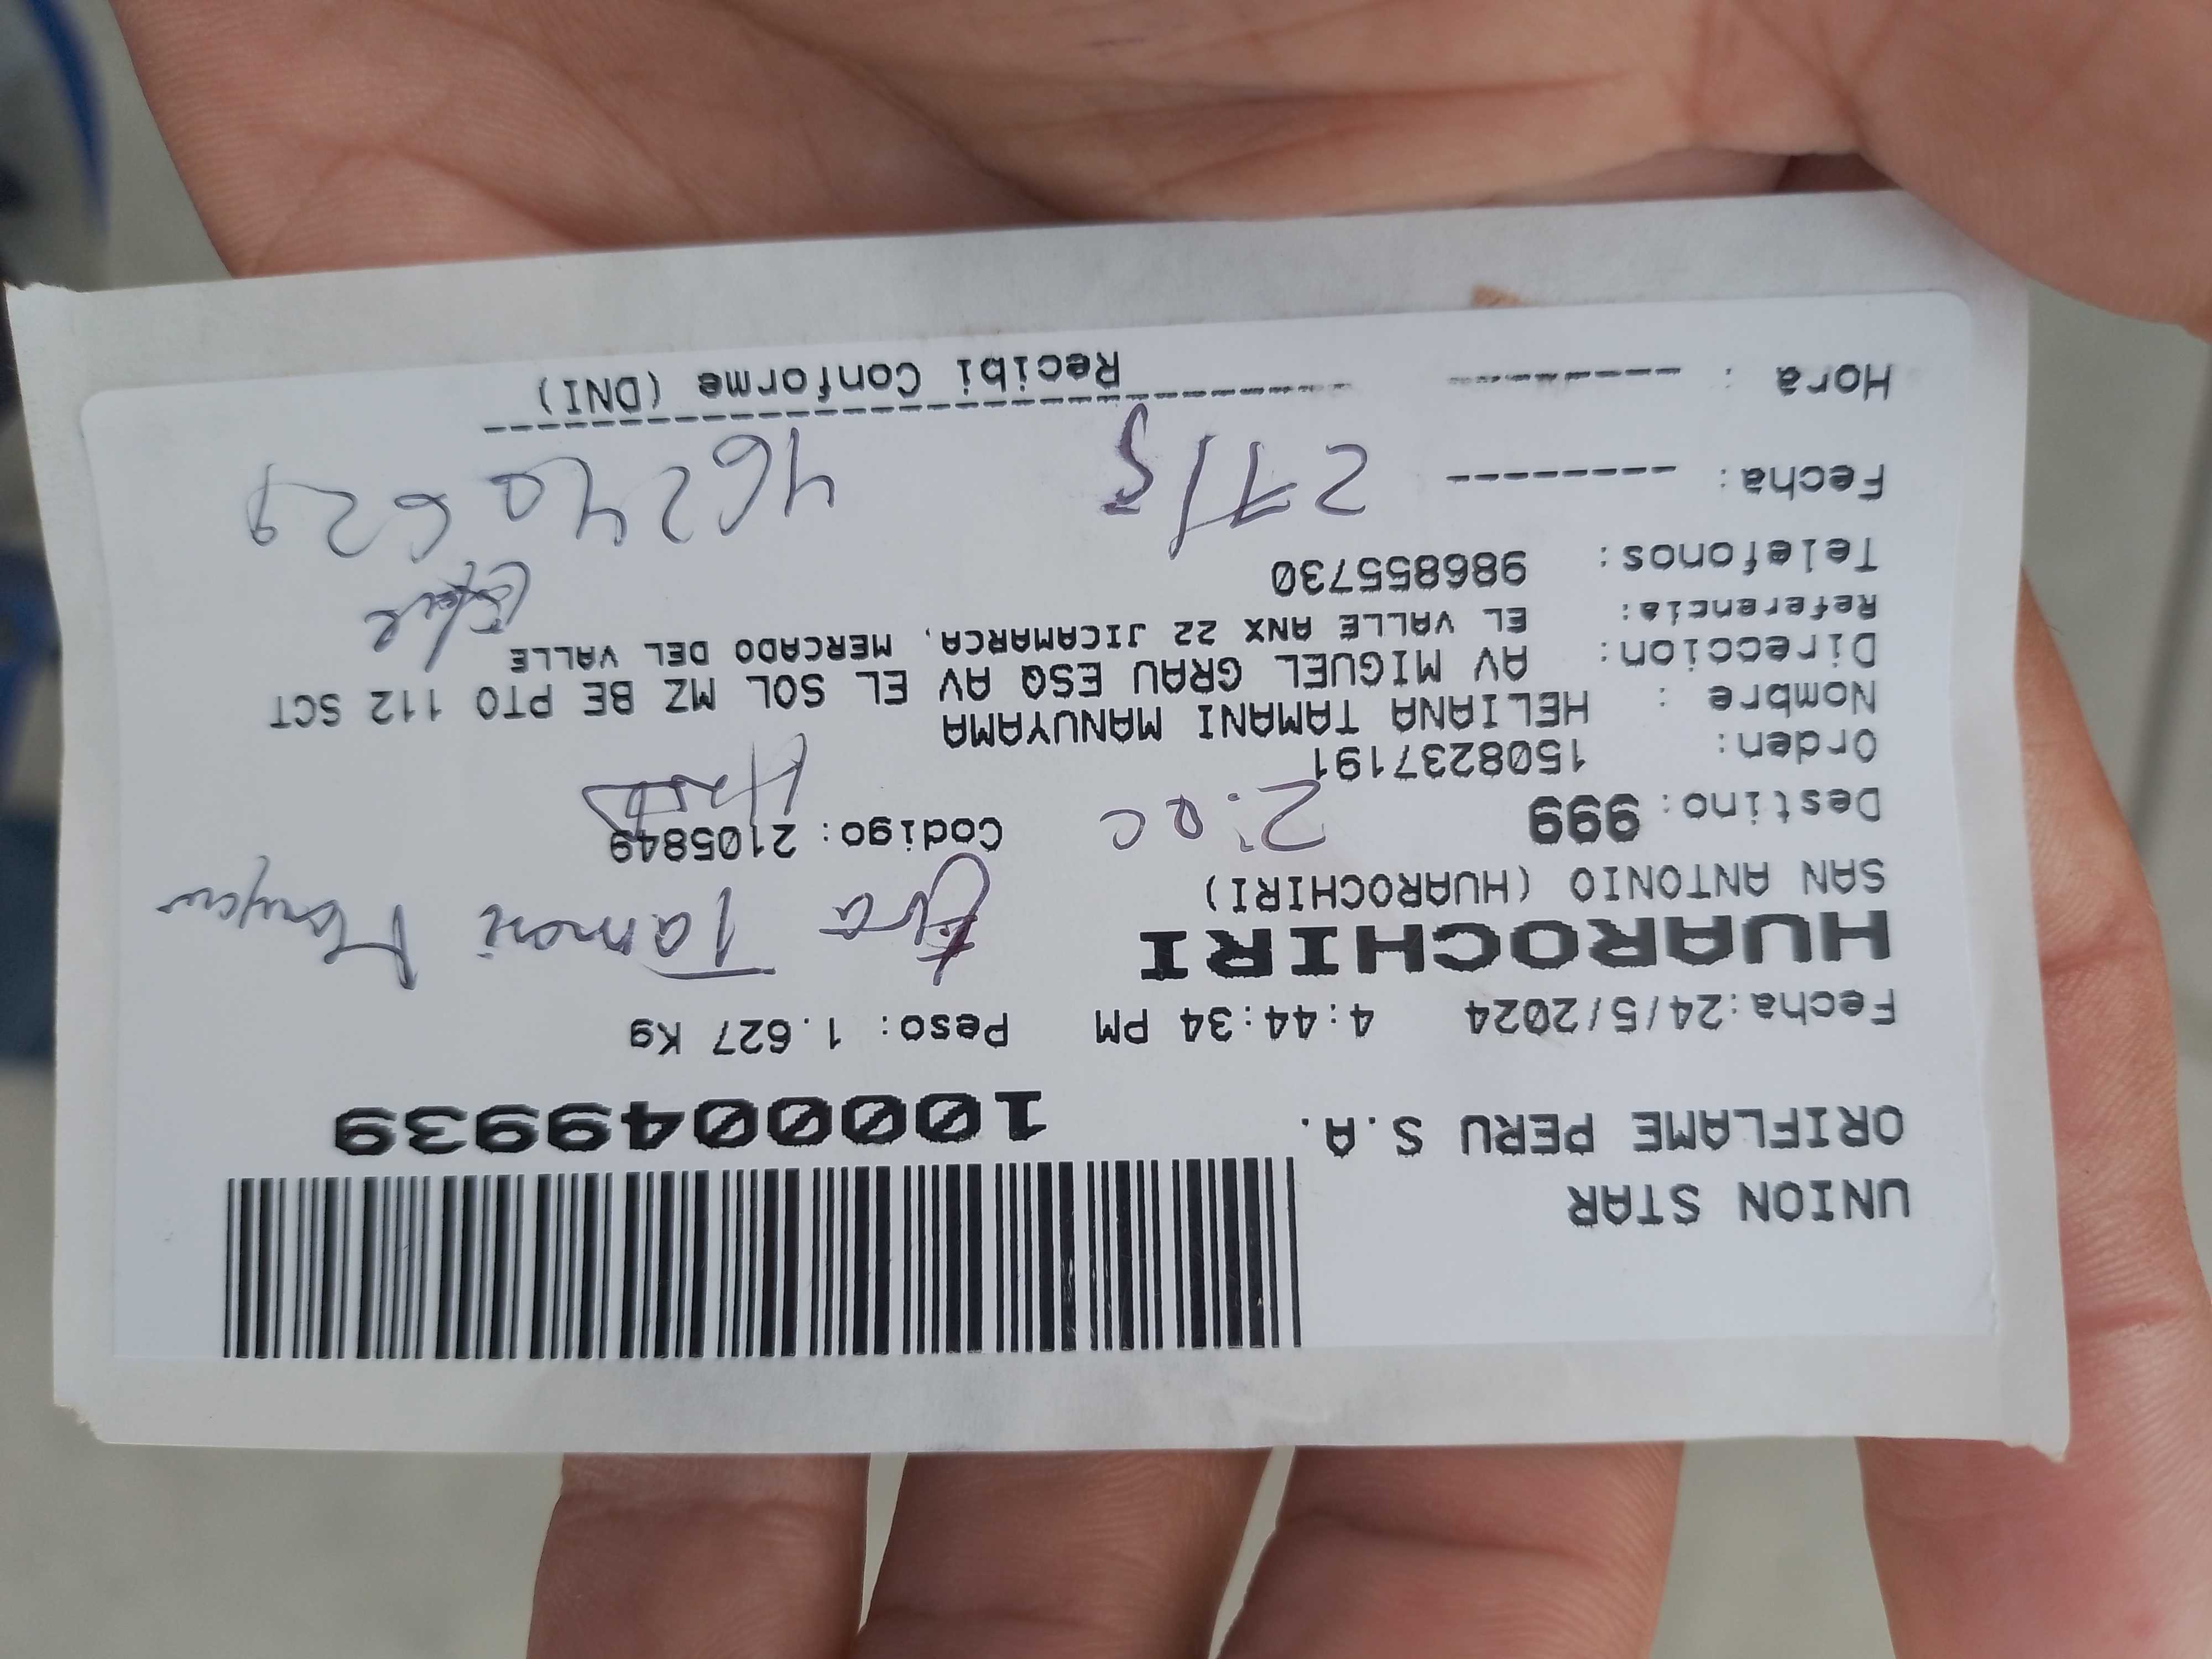 UNION STAR
ORIFLAME PERU S.A.
1000049939
Fecha:24/5/2024 4:44:34 PM Peso: 1.627 Kg
HUAROCHIRI
SAN ANTONIO (HUAROCHIRI)
Tamani
Destino: 999 Codigo: 2105849
Orden: 1508237191
Nombre : HELIANA TAMANI MANUYAMA
Direccion: AV MIGUEL GRAU ESQ AV EL SOL MZ BE PTO 112 SCT
EL VALLE ANX 22 JICAMARCA, MERCADO DEL VALLE
Referencia:
Telefonos: 986855730
Fecha: --------- 27/5 46240629
Hora : ---------
Recibi Conforme (DNI)